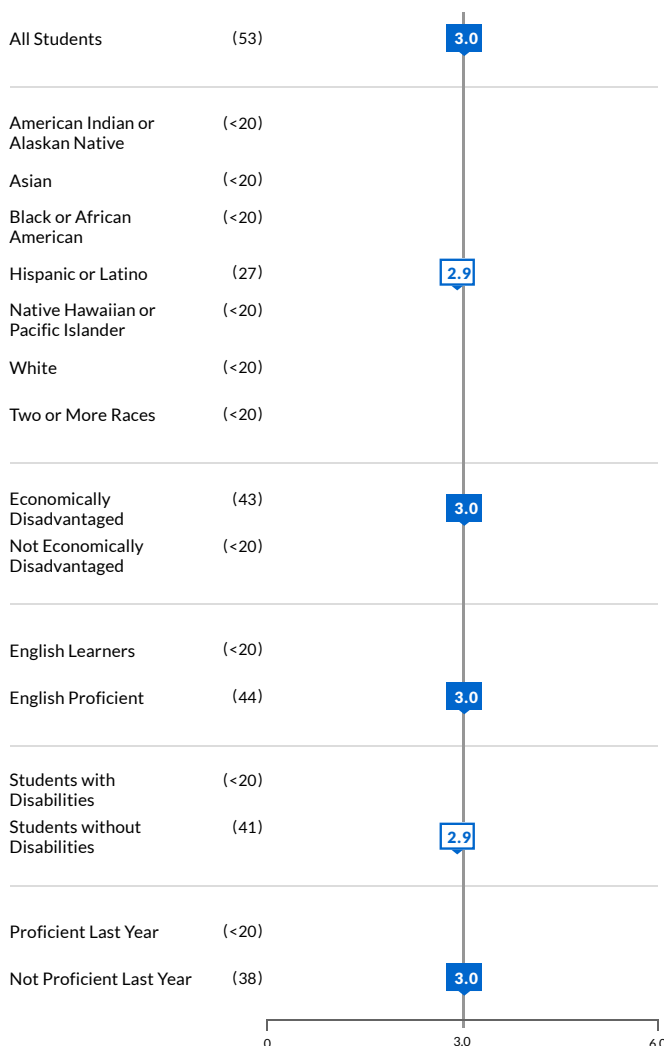 All Students (53) 3.0
American Indian or (<20)
Alaskan Native
Asian (<20)
Black or African (<20)
American
Hispanic or Latino (27) 2.9
Native Hawaiian or (<20)
Pacific Islander
White (<20)
Two or More Races (<20)
Economically (43) 3.0
Disadvantaged
Not Economically (<20)
Disadvantaged
English Learners (<20)
English Proficient (44) 3.0
Students with (<20)
Disabilities
Students without (41) 2.9
Disabilities
Proficient Last Year (<20)
Not Proficient Last Year (38) 3.0
0 3.0 6.0